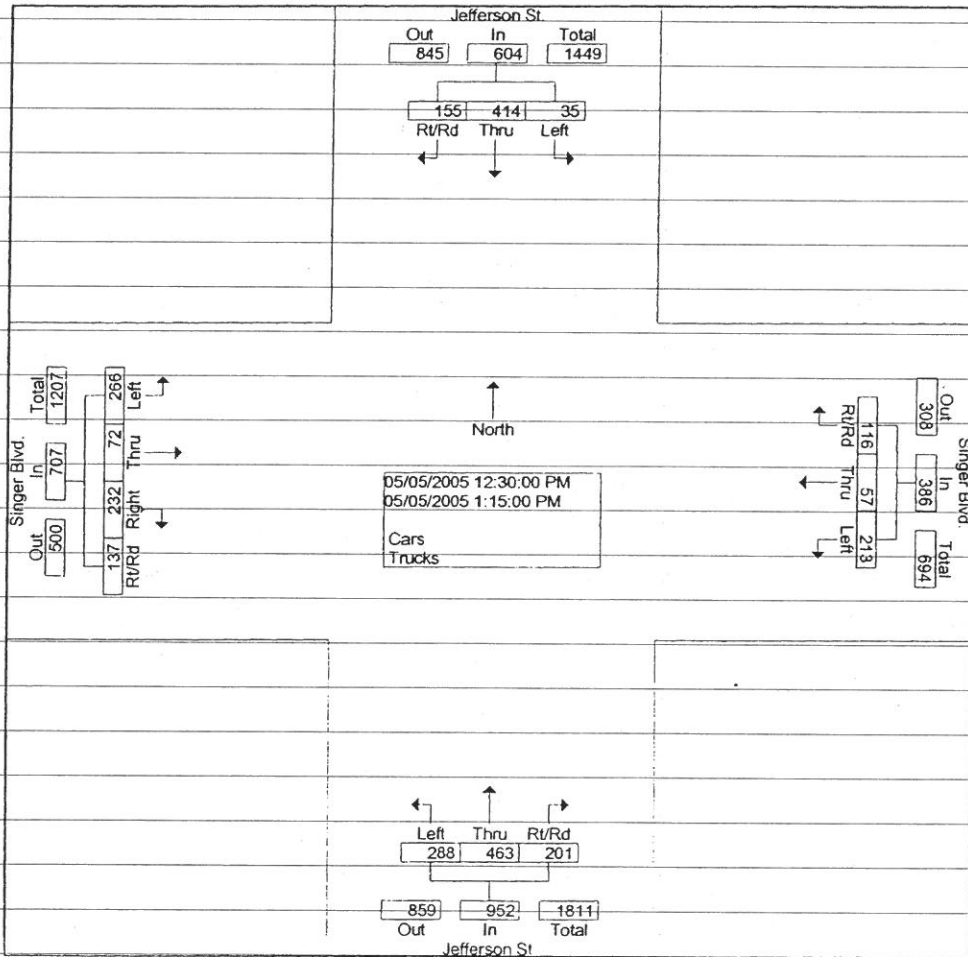 Jefferson St.
Out In Total
845 604 1449
155 414 35
Rt/Rd Thru Left
Singer Blvd.
Total In Out
1207 707 500
266 72 232 137
Left Thru Right Rt/Rd
North
05/05/2005 12:30:00 PM
05/05/2005 1:15:00 PM
Cars
Trucks
Rt/Rd Thru Left
116 57 213
Out In Total
308 386 694
Singer Blvd.
Left Thru Rt/Rd
288 463 201
859 952 1811
Out In Total
Jefferson St